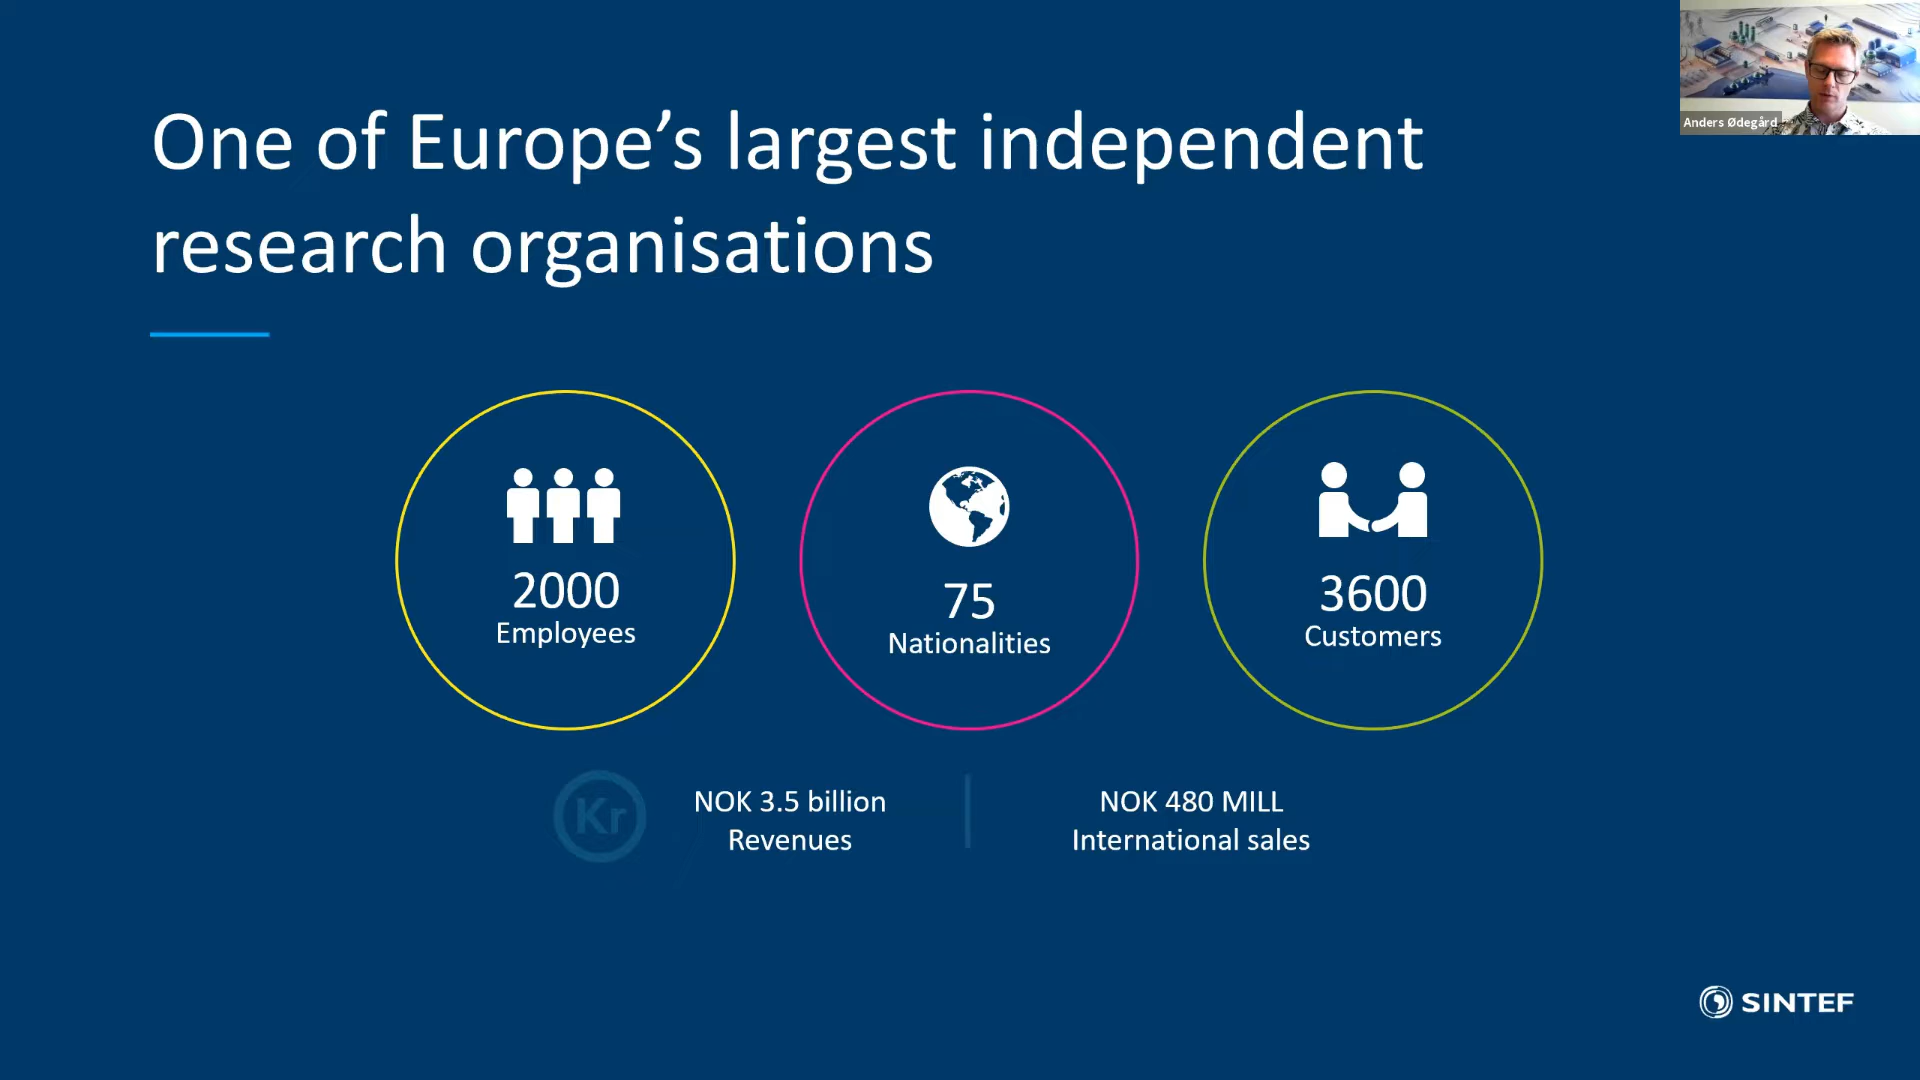 One of Europe’s largest independent
research organisations
2000
Employees
75
Nationalities
3600
Customers
Kr
NOK 3.5 billion
Revenues
NOK 480 MILL
International sales
SINTEF
Anders Ødegård